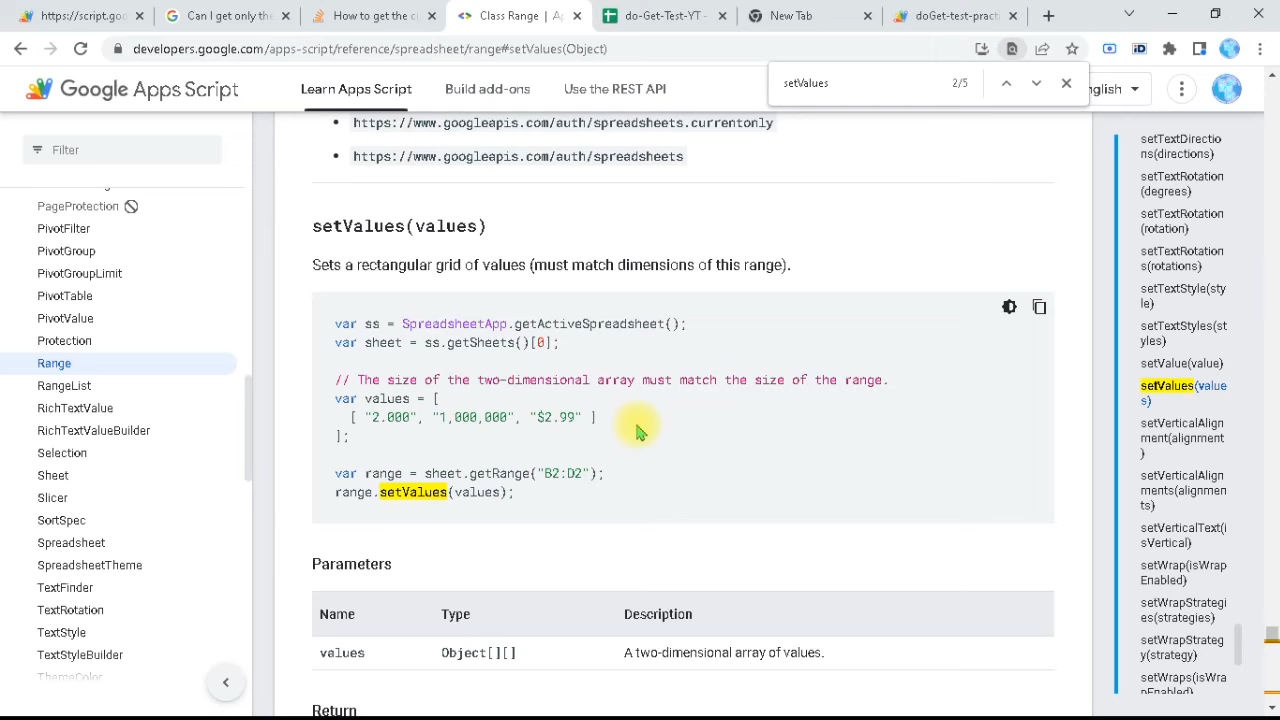 https://script.goo
Can I get only the
How to get the c
Class Range | Ap
do-Get-Test-YT -
New Tab
doGet-test-pract
developers.google.com/apps-script/reference/spreadsheet/range#setValues(Object)
setValues
2/5
Google Apps Script
Learn Apps Script
Build add-ons
Use the REST API
nglish
Filter
PageProtection
PivotFilter
PivotGroup
PivotGroupLimit
PivotTable
PivotValue
Protection
Range
RangeList
RichTextValue
RichTextValueBuilder
Selection
Sheet
Slicer
SortSpec
Spreadsheet
SpreadsheetTheme
TextFinder
TextRotation
TextStyle
TextStyleBuilder
ThemeColor
https://www.googleapis.com/auth/spreadsheets.currentonly
https://www.googleapis.com/auth/spreadsheets
setValues(values)
Sets a rectangular grid of values (must match dimensions of this range).
var ss = SpreadsheetApp.getActiveSpreadsheet();
var sheet = ss.getSheets()[0];
// The size of the two-dimensional array must match the size of the range.
var values = [
[ "2.000", "1,000,000", "$2.99" ]
];
var range = sheet.getRange("B2:D2");
range.setValues(values);
Parameters
Name Type Description
values Object[][] A two-dimensional array of values.
Return
setTextDirectio
ns(directions)
setTextRotation
(degrees)
setTextRotation
(rotation)
setTextRotation
s(rotations)
setTextStyle(sty
le)
setTextStyles(st
yles)
setValue(value)
setValues(value
s)
setVerticalAlign
ment(alignment
)
setVerticalAlign
ments(alignmen
ts)
setVerticalText(i
sVertical)
setWrap(isWrap
Enabled)
setWrapStrategi
es(strategies)
setWrapStrateg
y(strategy)
setWraps(isWra
pEnabled)